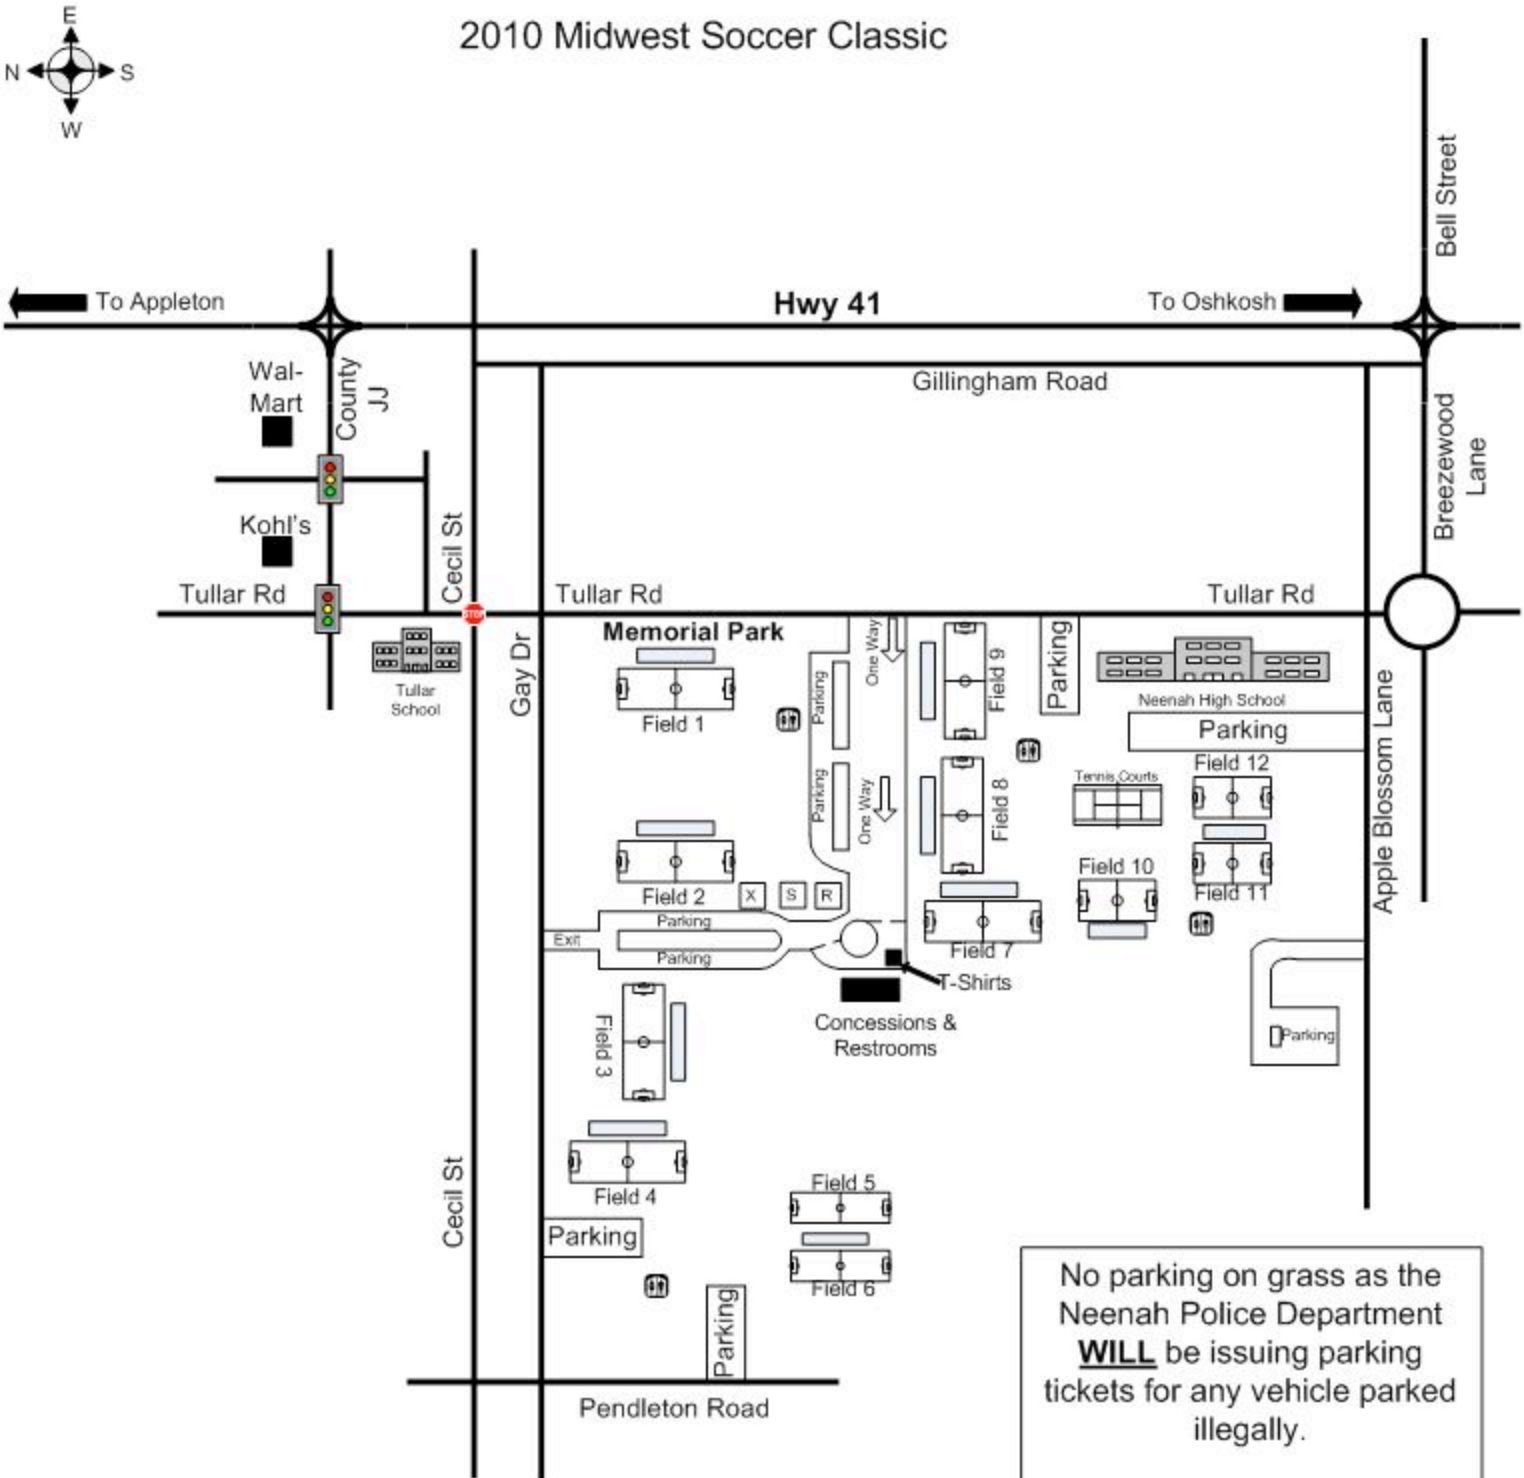 E
2010 Midwest Soccer Classic
N
S
W
Bell Street
To Appleton
Hwy 41
To Oshkosh
Wal-
Mart
County
JJ
Gillingham Road
Breezewood
Lane
Kohl's
Cecil St
Tullar Rd
Tullar Rd
Tullar Rd
STOP
Memorial Park
One Way
Parking
Field 9
Parking
Gay Dr
Tullar
School
Field 1
Neenah High School
Parking
Apple Blossom Lane
Field 12
Tennis Courts
Parking
One Way
Field 8
Field 10
Field 11
Field 2
X
S
R
Parking
Exit
Parking
Field 7
T-Shirts
Concessions &
Restrooms
Field 3
Parking
Cecil St
Field 4
Field 5
Parking
Field 6
Parking
Pendleton Road
No parking on grass as the
Neenah Police Department
WILL be issuing parking
tickets for any vehicle parked
illegally.